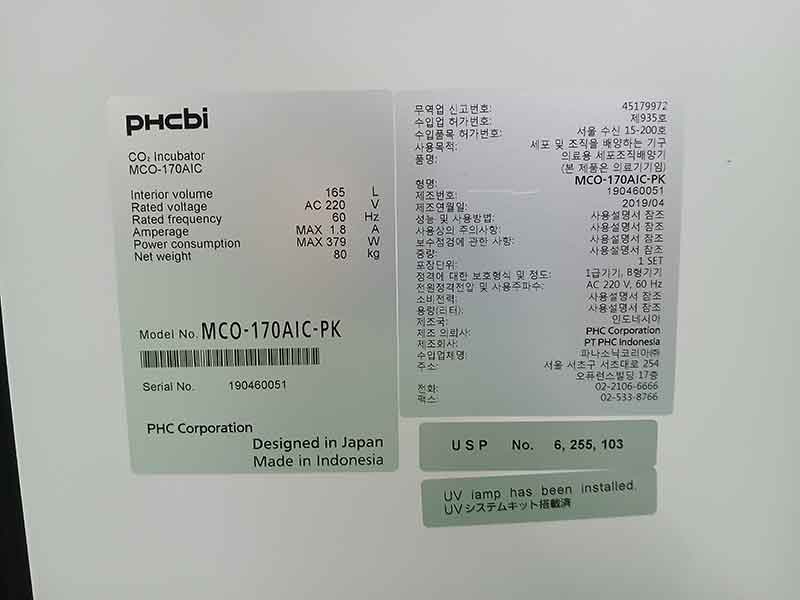 PHCbi
CO₂ Incubator
MCO-170AIC
Interior volume 165 L
Rated voltage AC 220 V
Rated frequency 60 Hz
Amperage MAX 1.8 A
Power consumption MAX 379 W
Net weight 80 kg
Model No. MCO-170AIC-PK
Serial No. 190460051
PHC Corporation
Designed in Japan
Made in Indonesia
무역업 신고번호: 45179972
수입업 허가번호: 제935호
수입품목 허가번호: 서울 수신 15-200호
사용목적: 세포 및 조직을 배양하는 기구
품명: 의료용 세포조직배양기
(본 제품은 의료기기임)
형명: MCO-170AIC-PK
제조번호: 190460051
제조연월일: 2019/04
성능 및 사용방법: 사용설명서 참조
사용상의 주의사항: 사용설명서 참조
보수점검에 관한 사항: 사용설명서 참조
중량: 사용설명서 참조
포장단위: 1 SET
정격에 대한 보호형식 및 정도: 1급기기, B형기기
전원정격전압 및 사용주파수: AC 220 V, 60 Hz
소비전력: 사용설명서 참조
용량(리터): 사용설명서 참조
제조국: 인도네시아
제조 의뢰사: PHC Corporation
제조회사: PT PHC Indonesia
수입업체명: 파나소닉코리아㈜
주소: 서울 서초구 서초대로 254
오퓨런스빌딩 17층
전화: 02-2106-6666
팩스: 02-533-8766
USP No. 6, 255, 103
UV iamp has been installed.
UVシステムキット搭載済